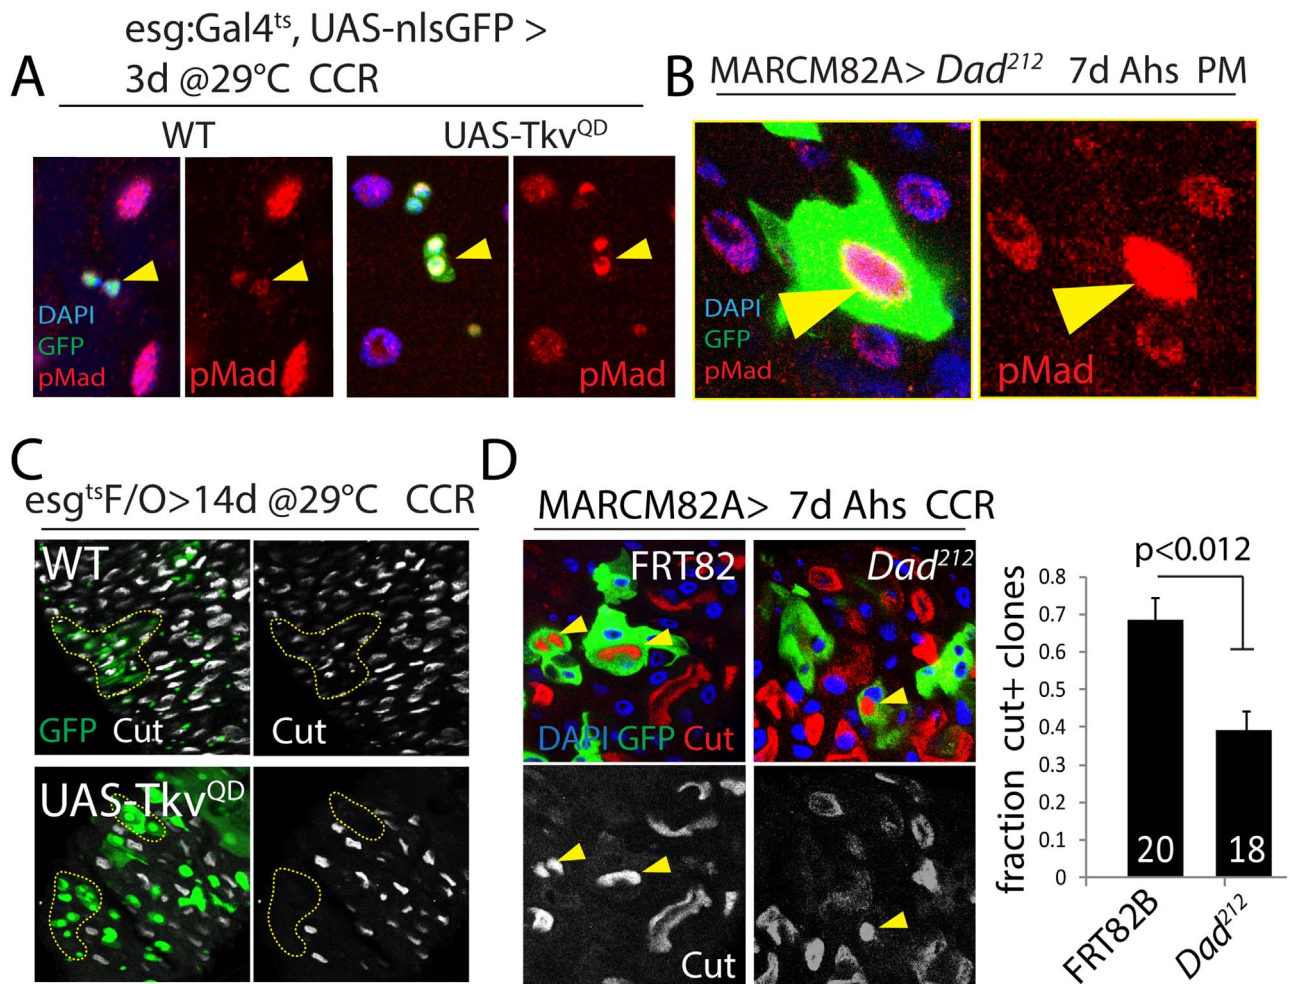 A
esg:Gal4ts, UAS-nlsGFP >
3d @29°C CCR
WT
UAS-TkvQD
DAPI
GFP
pMad
pMad
pMad
B
MARCM82A> Dad212 7d Ahs PM
DAPI
GFP
pMad
pMad
C
esgtsF/O>14d @29°C CCR
WT
GFP Cut
Cut
UAS-TkvQD
D
MARCM82A> 7d Ahs CCR
FRT82
Dad212
DAPI GFP Cut
Cut
p<0.012
fraction cut+ clones
0.8
0.7
0.6
0.5
0.4
0.3
0.2
0.1
0
20
18
FRT82B
Dad212